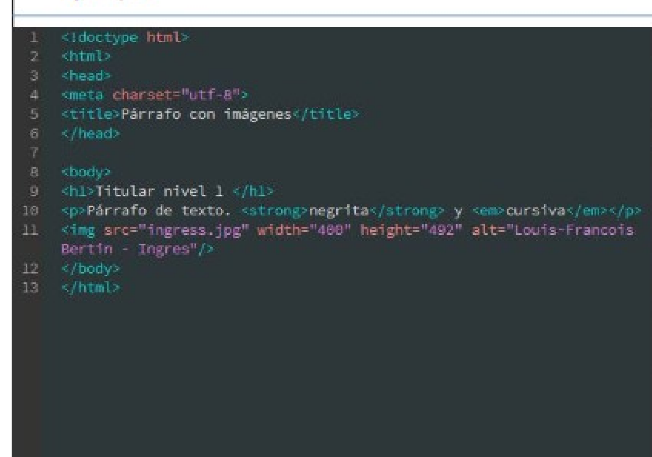 1 <!doctype html>
2 <html>
3 <head>
4 <meta charset="utf-8">
5 <title>Párrafo con imágenes</title>
6 </head>
7
8 <body>
9 <h1>Titular nivel 1 </h1>
10 <p>Párrafo de texto. <strong>negrita</strong> y <em>cursiva</em></p>
11 <img src="ingress.jpg" width="400" height="492" alt="Louis-Francois
Bertin - Ingres"/>
12 </body>
13 </html>